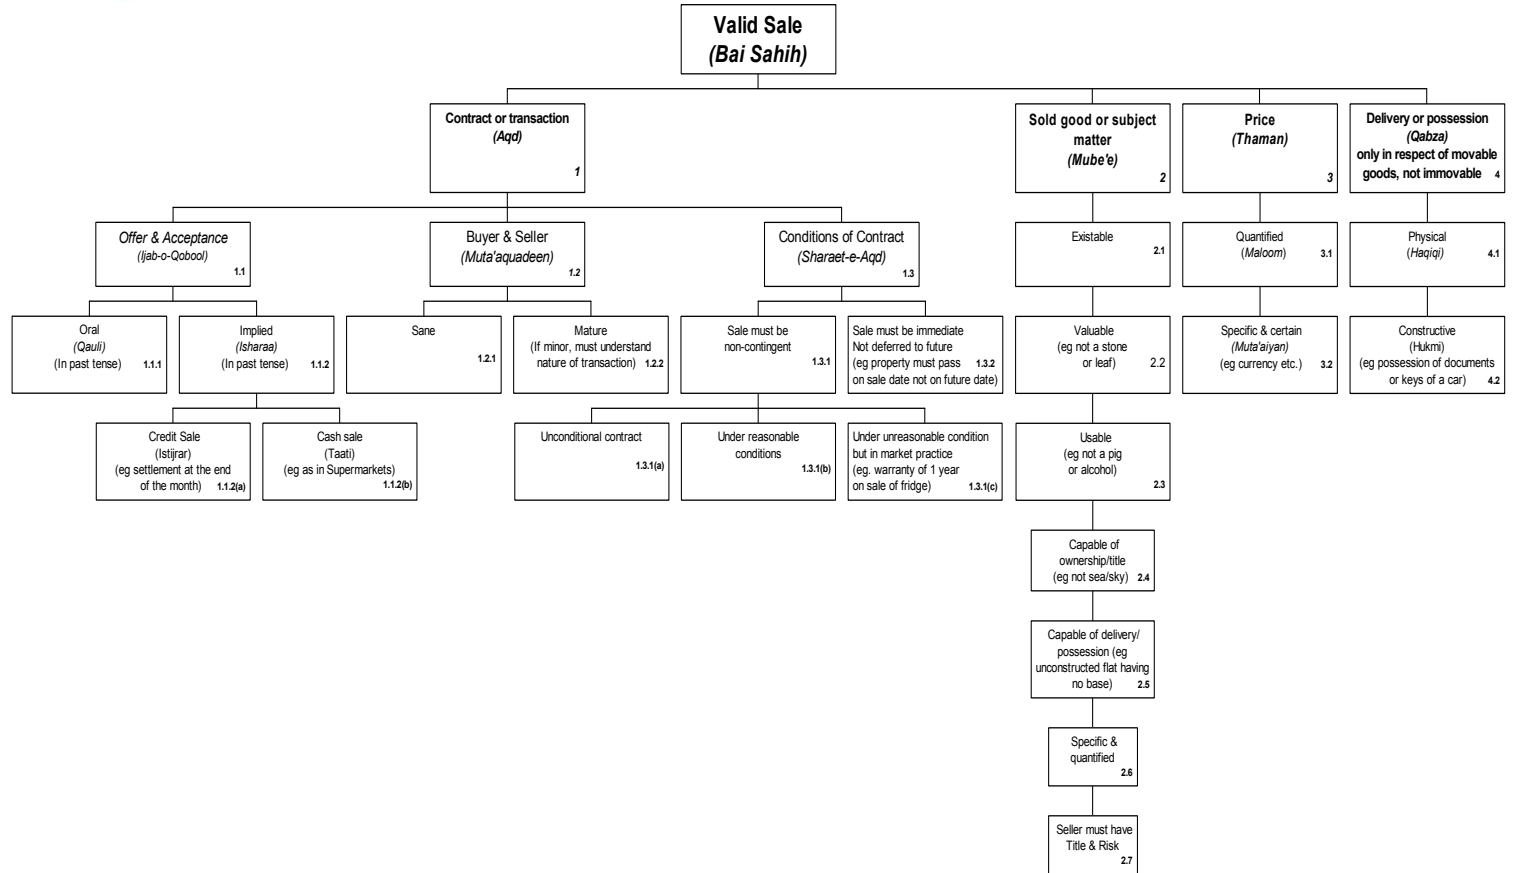 Valid Sale
(Bai Sahih)
Contract or transaction
(Aqd)
1
Sold good or subject
matter
(Mube'e)
2
Price
(Thaman)
3
Delivery or possession
(Qabza)
only in respect of movable
goods, not immovable 4
Offer & Acceptance
(Ijab-o-Qobool)
1.1
Buyer & Seller
(Muta'aquadeen)
1.2
Conditions of Contract
(Sharaet-e-Aqd)
1.3
Existable
2.1
Quantified
(Maloom) 3.1
Physical
(Haqiqi) 4.1
Oral
(Qauli)
(In past tense) 1.1.1
Implied
(Isharaa)
(In past tense) 1.1.2
Sane
1.2.1
Mature
(If minor, must understand
nature of transaction) 1.2.2
Sale must be
non-contingent
1.3.1
Sale must be immediate
Not deferred to future
(eg property must pass 1.3.2
on sale date not on future date)
Valuable
(eg not a stone
or leaf) 2.2
Specific & certain
(Muta'aiyan)
(eg currency etc.) 3.2
Constructive
(Hukmi)
(eg possession of documents
or keys of a car) 4.2
Credit Sale
(Istijrar)
(eg settlement at the end
of the month) 1.1.2(a)
Cash sale
(Taati)
(eg as in Supermarkets)
1.1.2(b)
Unconditional contract
1.3.1(a)
Under reasonable
conditions
1.3.1(b)
Under unreasonable condition
but in market practice
(eg. warranty of 1 year
on sale of fridge) 1.3.1(c)
Usable
(eg not a pig
or alcohol)
2.3
Capable of
ownership/title
(eg not sea/sky) 2.4
Capable of delivery/
possession (eg
unconstructed flat having
no base) 2.5
Specific &
quantified
2.6
Seller must have
Title & Risk
2.7